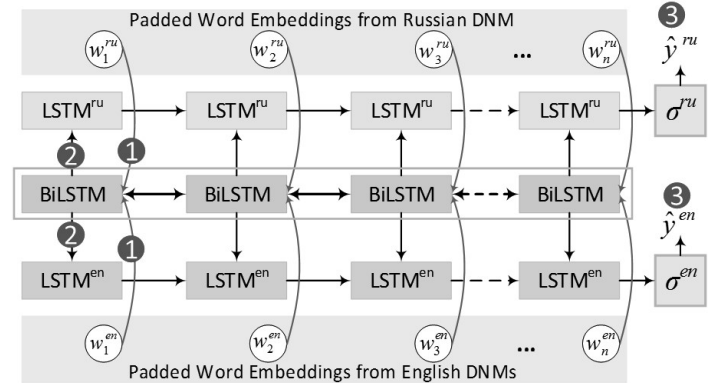 Padded Word Embeddings from Russian DNM
3
w₁ʳᵘ w₂ʳᵘ w₃ʳᵘ ... wₙʳᵘ ŷ ʳᵘ
LSTMʳᵘ LSTMʳᵘ LSTMʳᵘ LSTMʳᵘ σʳᵘ
2 1
BiLSTM BiLSTM BiLSTM BiLSTM
3
2 1 ŷ ᵉⁿ
LSTMᵉⁿ LSTMᵉⁿ LSTMᵉⁿ LSTMᵉⁿ σᵉⁿ
w₁ᵉⁿ w₂ᵉⁿ w₃ᵉⁿ ... wₙᵉⁿ
Padded Word Embeddings from English DNMs